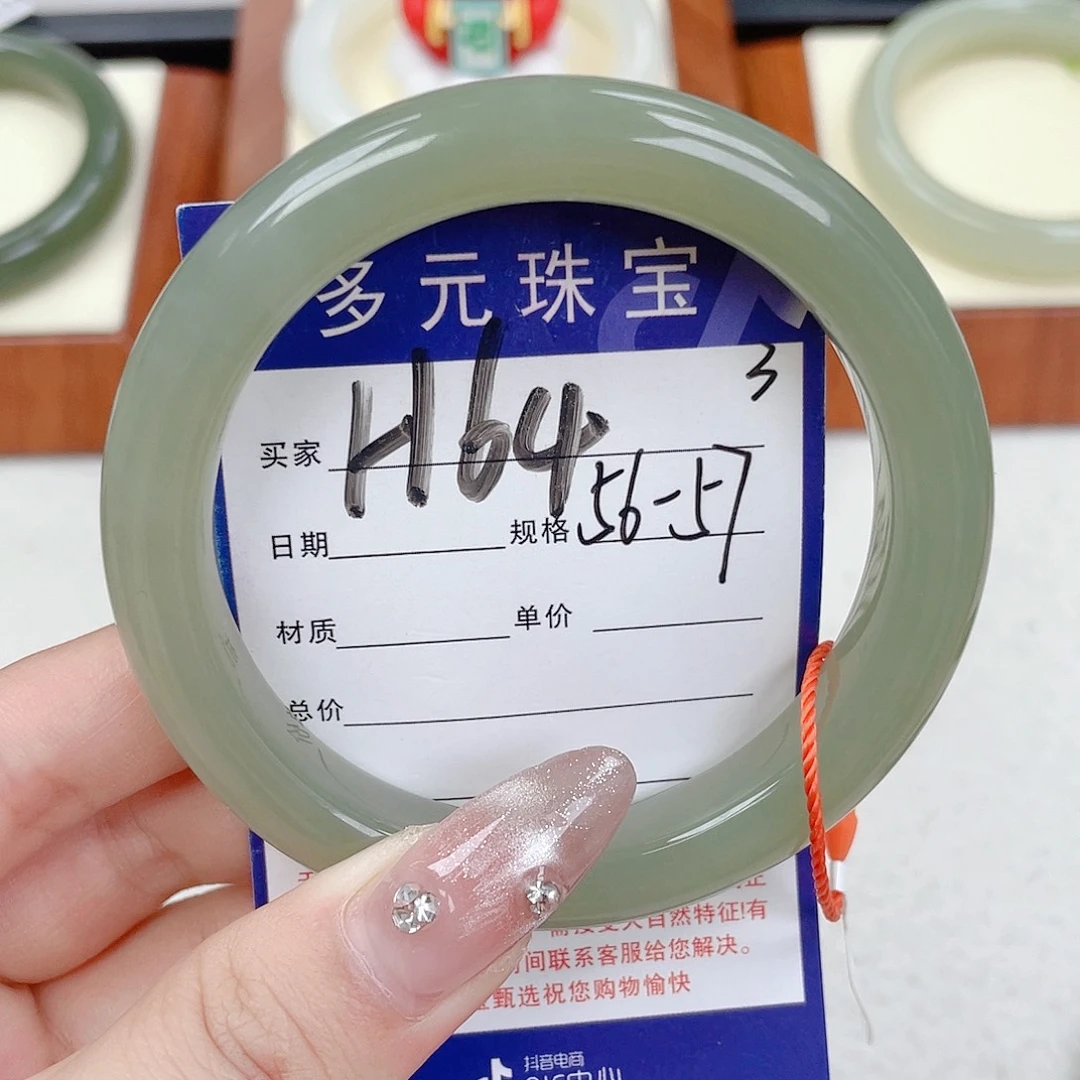 多元珠宝
3
买家 H64
日期 规格 56-57
材质 单价
总价
需接受大自然特征!有
间联系客服给您解决。
甄选祝您购物愉快
抖音电商